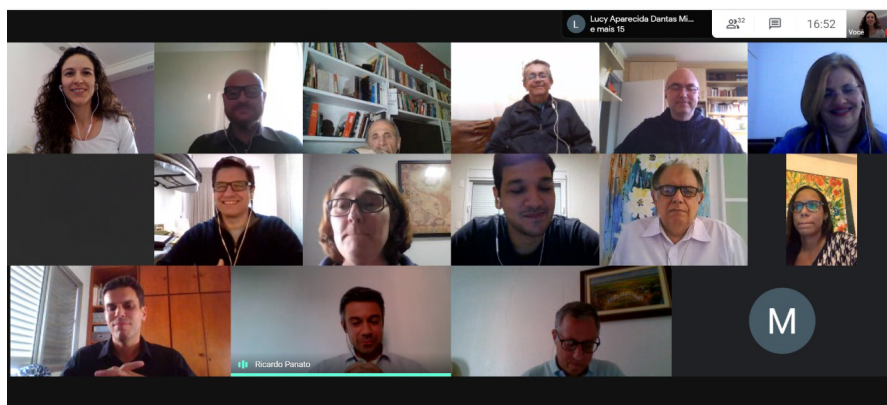 L
Lucy Aparecida Dantas Mi...
e mais 15
32
16:52
Você
Ricardo Panato
M